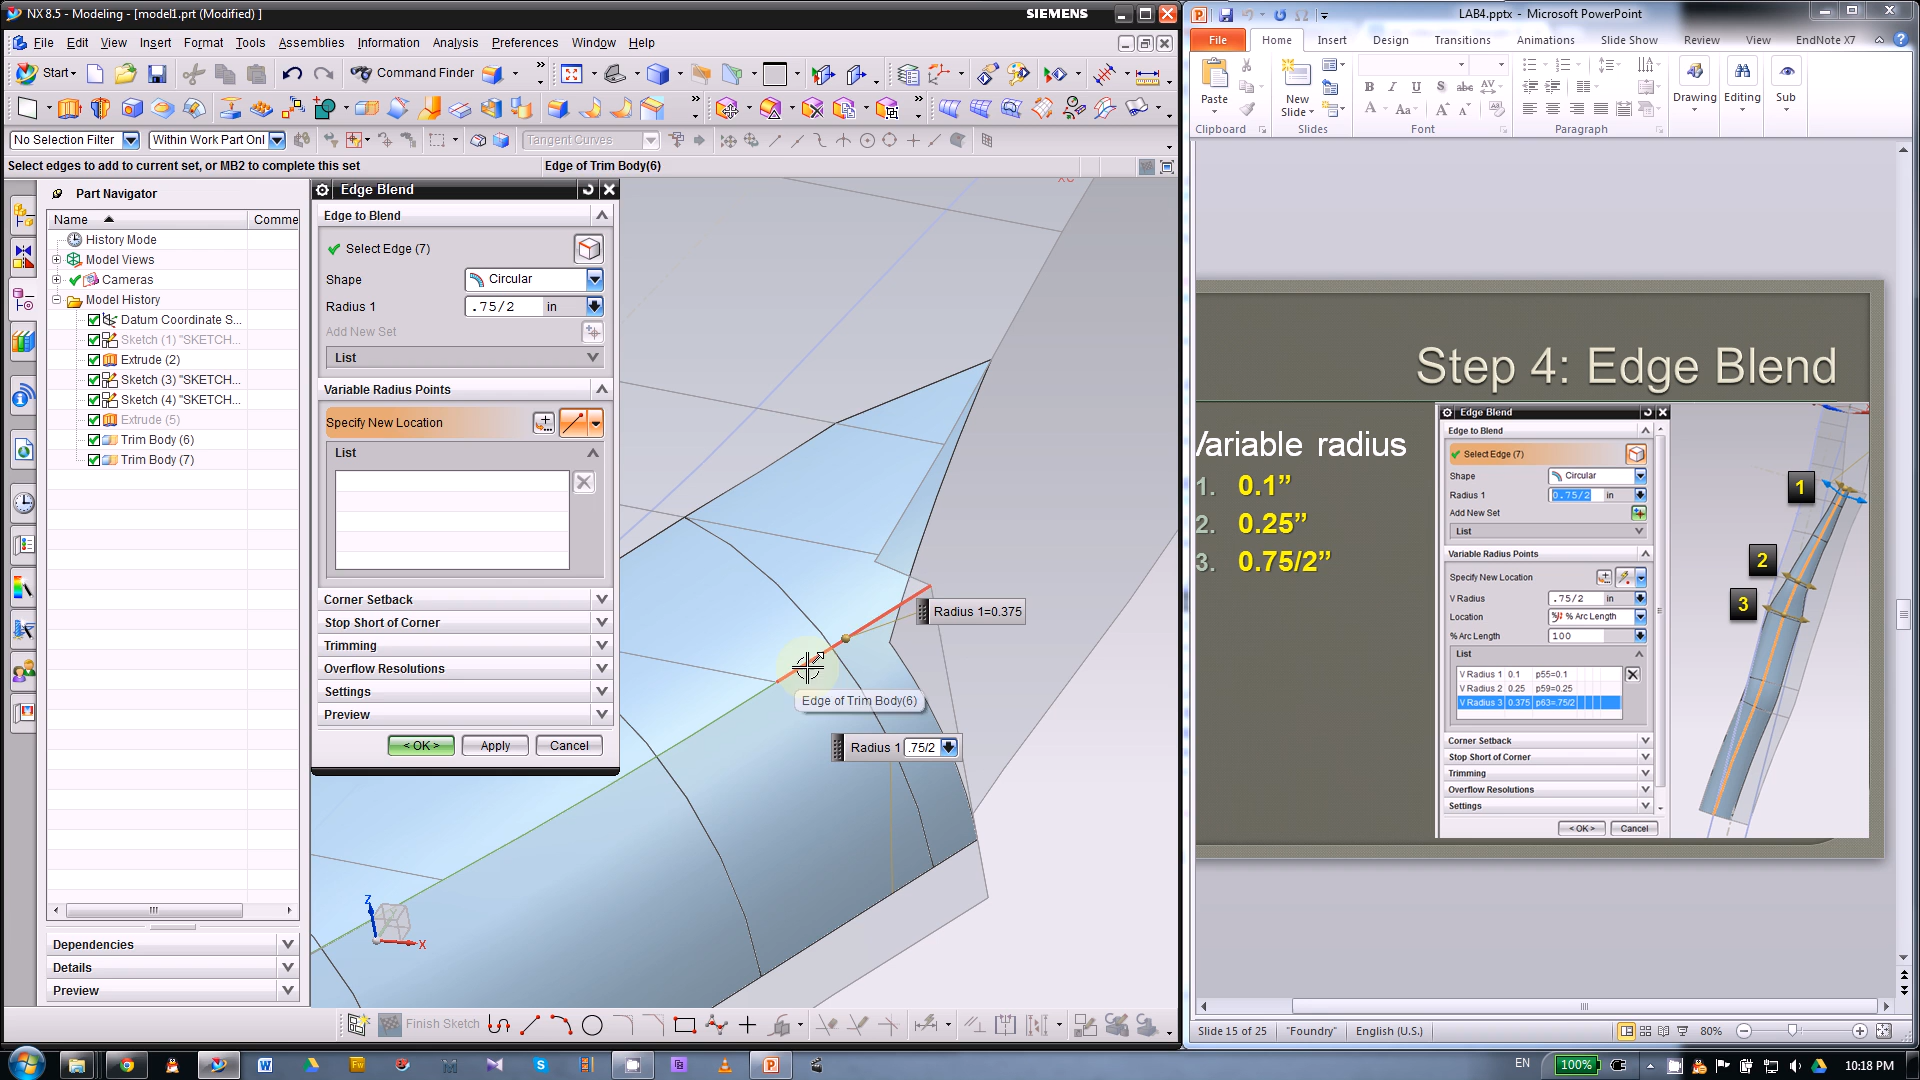 NX 8.5 - Modeling - [model1.prt (Modified) ]
SIEMENS
File Edit View Insert Format Tools Assemblies Information Analysis Preferences Window Help
Start
Command Finder
No Selection Filter
Within Work Part Onl
Tangent Curves
Select edges to add to current set, or MB2 to complete this set
Edge of Trim Body(6)
Part Navigator
Name
Comme
History Mode
Model Views
Cameras
Model History
Datum Coordinate S...
Sketch (1) "SKETCH...
Extrude (2)
Sketch (3) "SKETCH...
Sketch (4) "SKETCH...
Extrude (5)
Trim Body (6)
Trim Body (7)
Dependencies
Details
Preview
Edge Blend
Edge to Blend
Select Edge (7)
Shape
Circular
Radius 1
.75/2
in
Add New Set
List
Variable Radius Points
Specify New Location
List
Corner Setback
Stop Short of Corner
Trimming
Overflow Resolutions
Settings
Preview
< OK >
Apply
Cancel
XC
Radius 1=0.375
Edge of Trim Body(6)
Radius 1 .75/2
Z
X
Finish Sketch
LAB4.pptx - Microsoft PowerPoint
File Home Insert Design Transitions Animations Slide Show Review View EndNote X7
Paste
New
Slide
Drawing
Editing
Sub
Clipboard
Slides
Font
Paragraph
Step 4: Edge Blend
Variable radius
1. 0.1”
2. 0.25”
3. 0.75/2”
Edge Blend
Edge to Blend
Select Edge (7)
Shape
Circular
Radius 1
0.75/2
in
Add New Set
List
Variable Radius Points
Specify New Location
V Radius
.75/2
in
Location
% Arc Length
% Arc Length
100
List
V Radius 1 0.1 p55=0.1
V Radius 2 0.25 p59=0.25
V Radius 3 0.375 p63=.75/2
Corner Setback
Stop Short of Corner
Trimming
Overflow Resolutions
Settings
<OK>
Cancel
1
2
3
Slide 15 of 25
"Foundry"
English (U.S.)
80%
EN
100%
10:18 PM